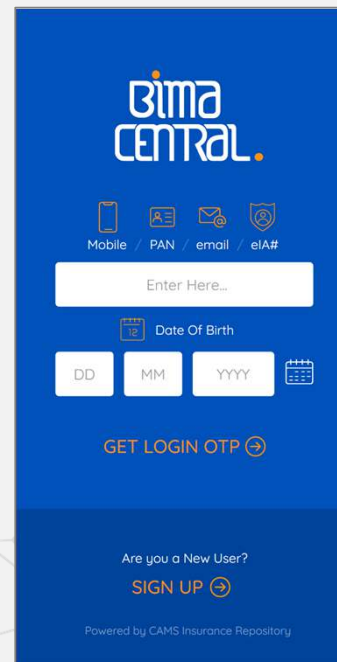 Bima
CENTRAL.
Mobile / PAN / email / eIA#
Enter Here...
12 Date Of Birth
DD MM YYYY
GET LOGIN OTP
Are you a New User?
SIGN UP
Powered by CAMS Insurance Repository